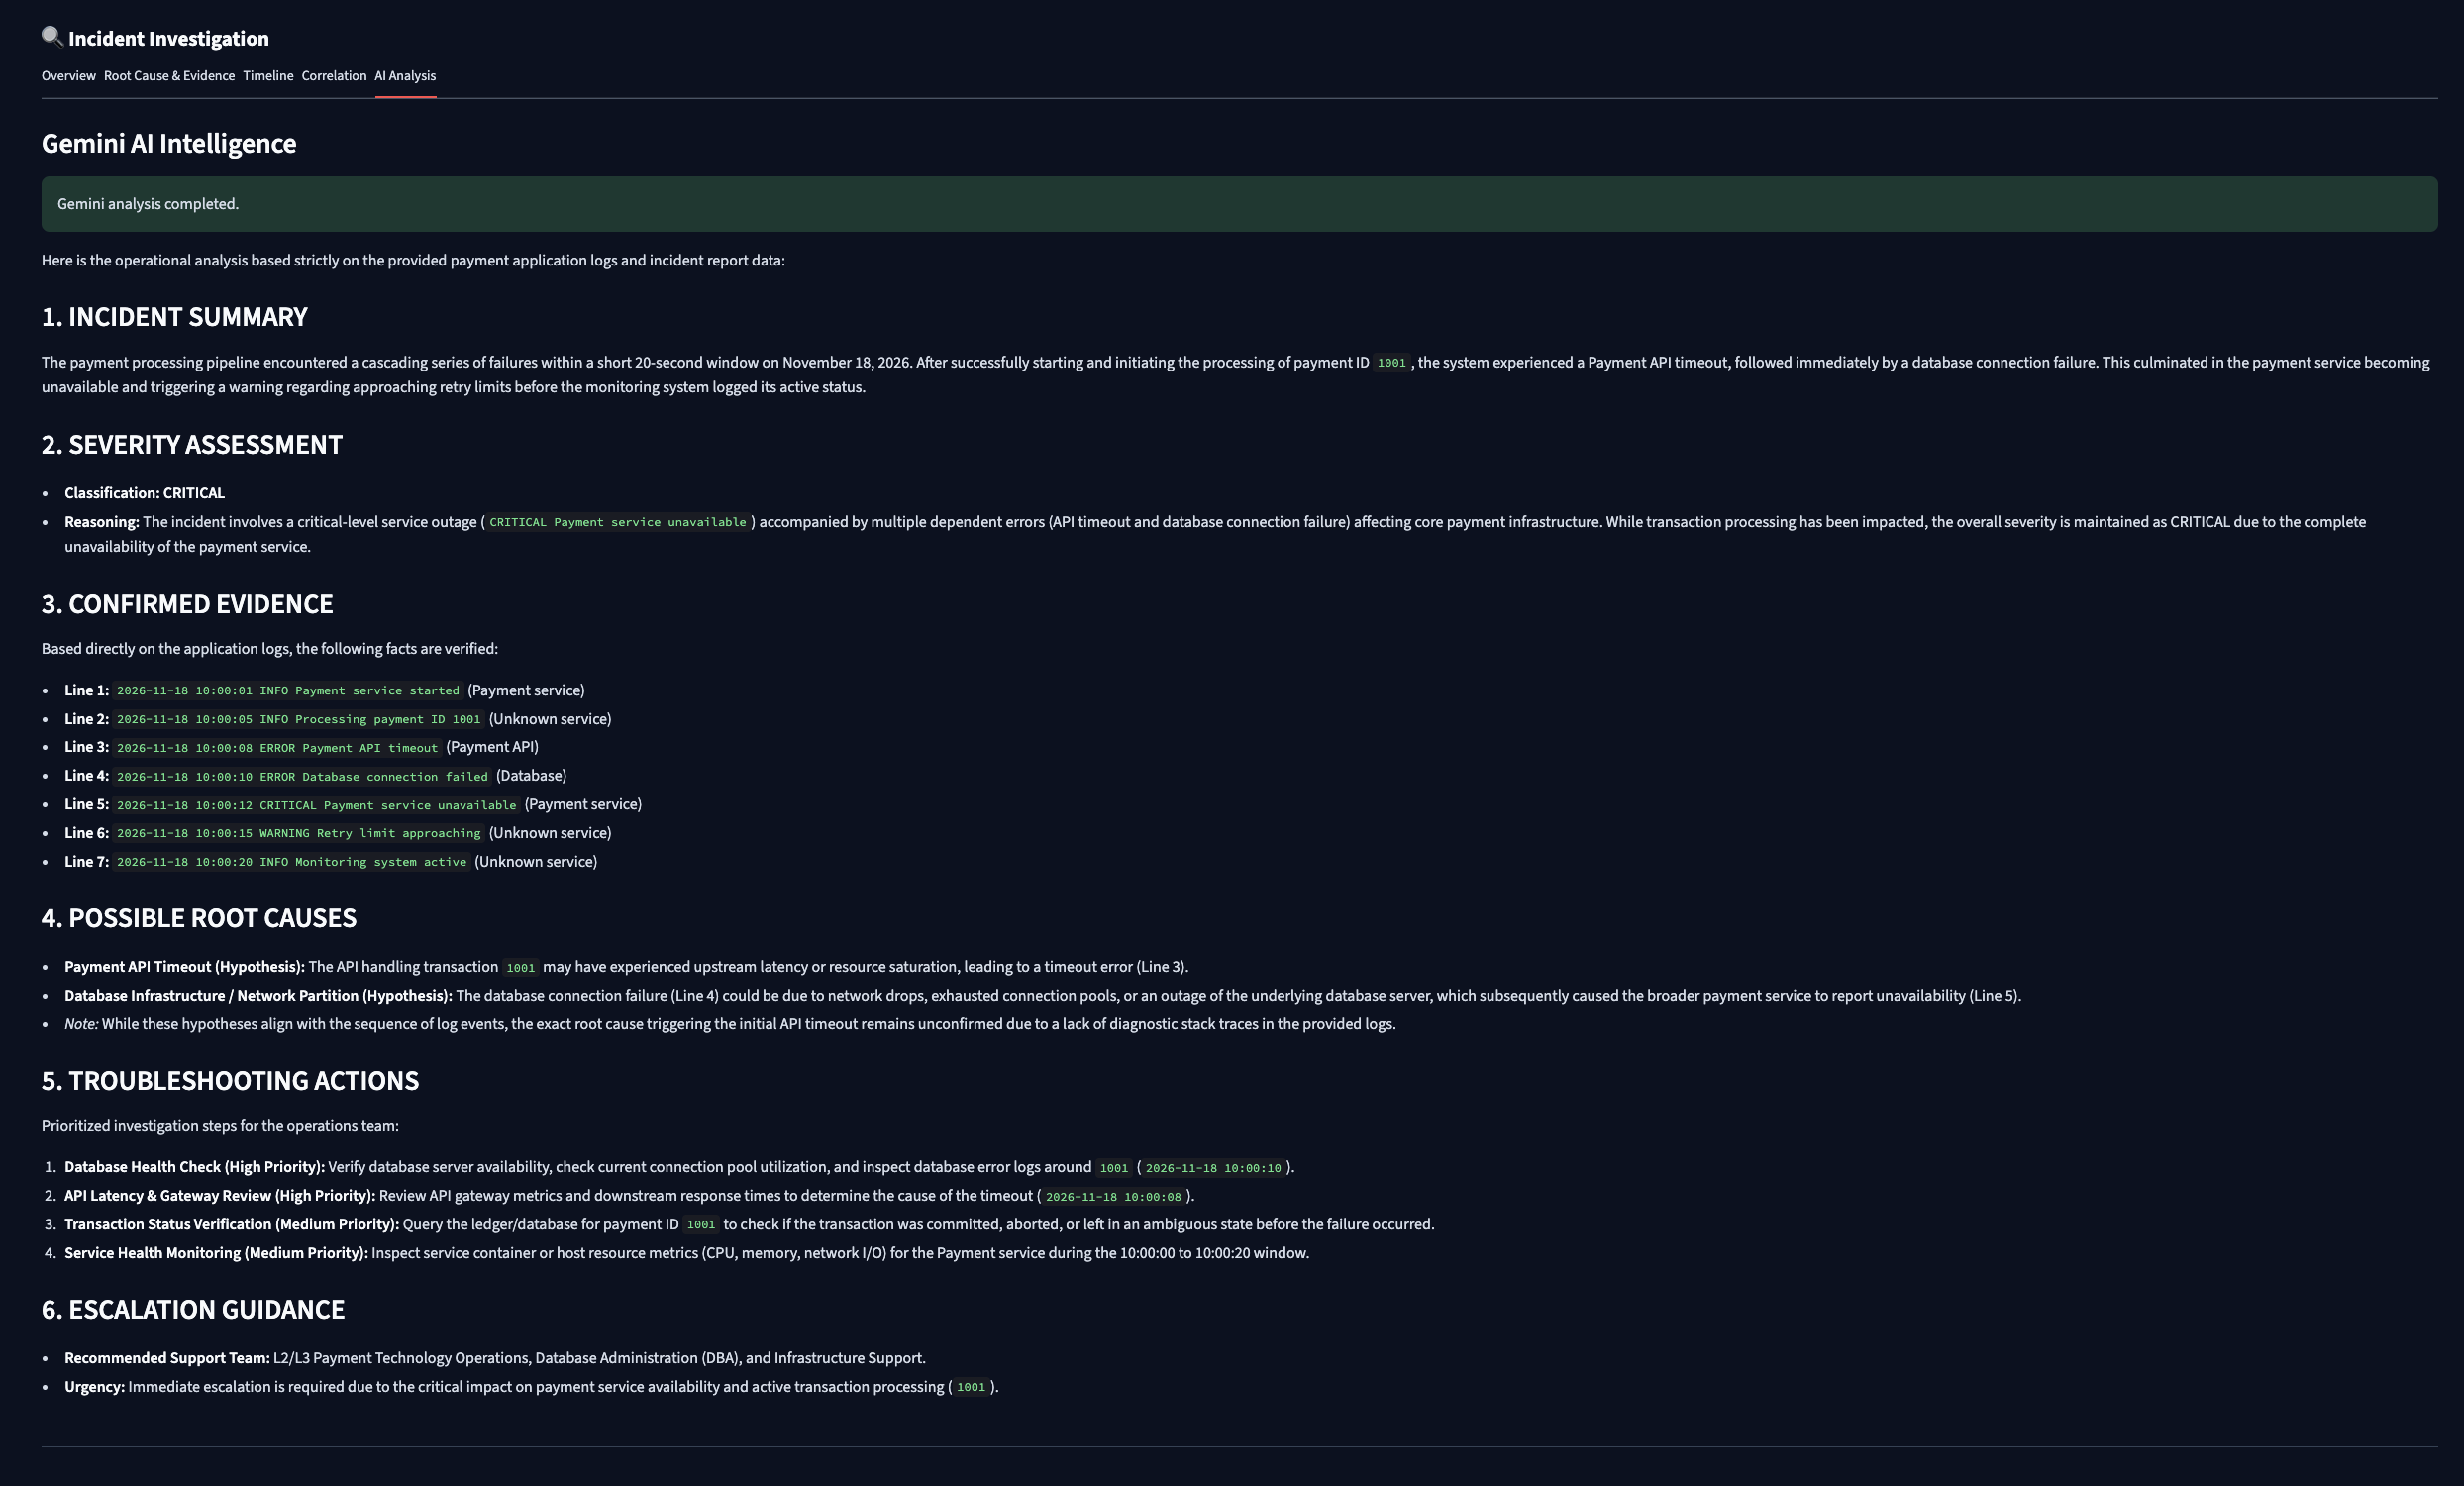 Incident Investigation
Overview Root Cause & Evidence Timeline Correlation AI Analysis
Gemini AI Intelligence
Gemini analysis completed.
Here is the operational analysis based strictly on the provided payment application logs and incident report data:
1. INCIDENT SUMMARY
The payment processing pipeline encountered a cascading series of failures within a short 20-second window on November 18, 2026. After successfully starting and initiating the processing of payment ID 1001, the system experienced a Payment API timeout, followed immediately by a database connection failure. This culminated in the payment service becoming
unavailable and triggering a warning regarding approaching retry limits before the monitoring system logged its active status.
2. SEVERITY ASSESSMENT
• Classification: CRITICAL
• Reasoning: The incident involves a critical-level service outage (CRITICAL Payment service unavailable) accompanied by multiple dependent errors (API timeout and database connection failure) affecting core payment infrastructure. While transaction processing has been impacted, the overall severity is maintained as CRITICAL due to the complete
unavailability of the payment service.
3. CONFIRMED EVIDENCE
Based directly on the application logs, the following facts are verified:
• Line 1: 2026-11-18 10:00:01 INFO Payment service started (Payment service)
• Line 2: 2026-11-18 10:00:05 INFO Processing payment ID 1001 (Unknown service)
• Line 3: 2026-11-18 10:00:08 ERROR Payment API timeout (Payment API)
• Line 4: 2026-11-18 10:00:10 ERROR Database connection failed (Database)
• Line 5: 2026-11-18 10:00:12 CRITICAL Payment service unavailable (Payment service)
• Line 6: 2026-11-18 10:00:15 WARNING Retry limit approaching (Unknown service)
• Line 7: 2026-11-18 10:00:20 INFO Monitoring system active (Unknown service)
4. POSSIBLE ROOT CAUSES
• Payment API Timeout (Hypothesis): The API handling transaction 1001 may have experienced upstream latency or resource saturation, leading to a timeout error (Line 3).
• Database Infrastructure / Network Partition (Hypothesis): The database connection failure (Line 4) could be due to network drops, exhausted connection pools, or an outage of the underlying database server, which subsequently caused the broader payment service to report unavailability (Line 5).
• Note: While these hypotheses align with the sequence of log events, the exact root cause triggering the initial API timeout remains unconfirmed due to a lack of diagnostic stack traces in the provided logs.
5. TROUBLESHOOTING ACTIONS
Prioritized investigation steps for the operations team:
1. Database Health Check (High Priority): Verify database server availability, check current connection pool utilization, and inspect database error logs around 1001 (2026-11-18 10:00:10).
2. API Latency & Gateway Review (High Priority): Review API gateway metrics and downstream response times to determine the cause of the timeout (2026-11-18 10:00:08).
3. Transaction Status Verification (Medium Priority): Query the ledger/database for payment ID 1001 to check if the transaction was committed, aborted, or left in an ambiguous state before the failure occurred.
4. Service Health Monitoring (Medium Priority): Inspect service container or host resource metrics (CPU, memory, network I/O) for the Payment service during the 10:00:00 to 10:00:20 window.
6. ESCALATION GUIDANCE
• Recommended Support Team: L2/L3 Payment Technology Operations, Database Administration (DBA), and Infrastructure Support.
• Urgency: Immediate escalation is required due to the critical impact on payment service availability and active transaction processing (1001).